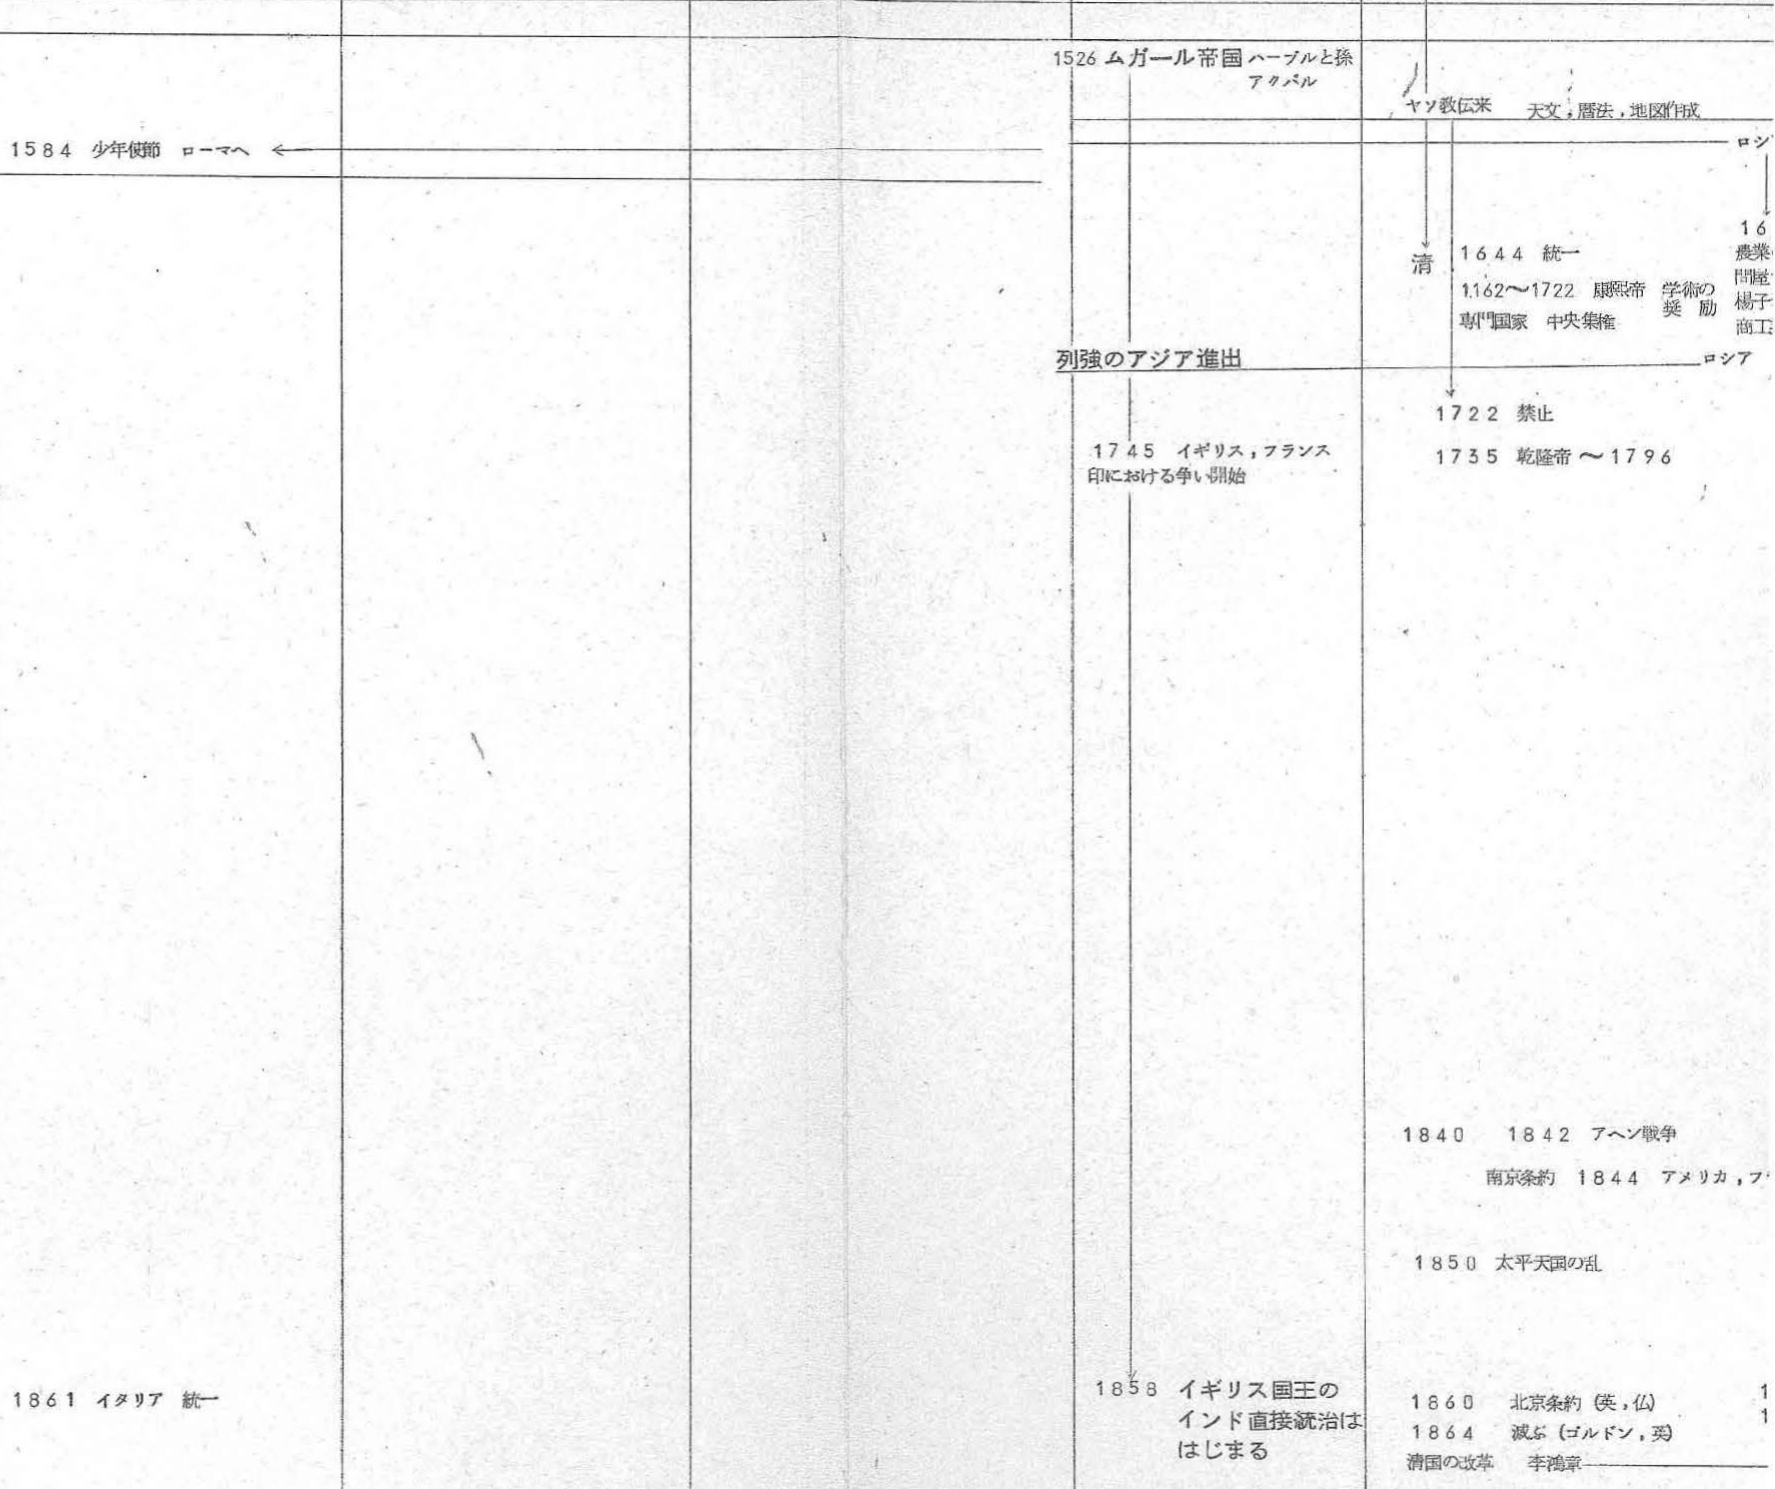 1526 ムガール帝国 ハーブルと孫
アクバル
ヤソ教伝来 天文，暦法，地図作成
1584 少年使節 ローマへ
ロシ
清
1644 統一
1162～1722 康熙帝 学術の
奨励
専門国家 中央集権
16
農業
問屋
楊子
商工
列強のアジア進出
ロシア
1722 禁止
1745 イギリス，フランス
印における争い開始
1735 乾隆帝～1796
1840 1842 アヘン戦争
南京条約 1844 アメリカ，フ
1850 太平天国の乱
1861 イタリア 統一
1858 イギリス国王の
インド直接統治は
はじまる
1860 北京条約（英，仏）
1864 滅ぶ（ゴルドン，英）
清国の改革 李鴻章
1
1